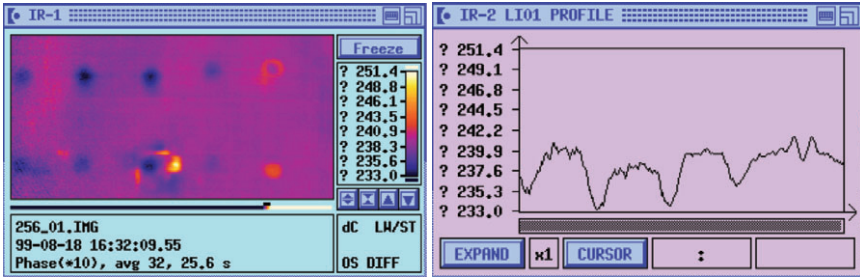 IR-1
Freeze
? 251.4
? 248.8
? 246.1
? 243.5
? 240.9
? 238.3
? 235.6
? 233.0
256_01.IMG
99-08-18 16:32:09.55
Phase(*10), avg 32, 25.6 s
dC LW/ST
OS DIFF
IR-2 LI01 PROFILE
? 251.4
? 249.1
? 246.8
? 244.5
? 242.2
? 239.9
? 237.6
? 235.3
? 233.0
EXPAND x1 CURSOR :